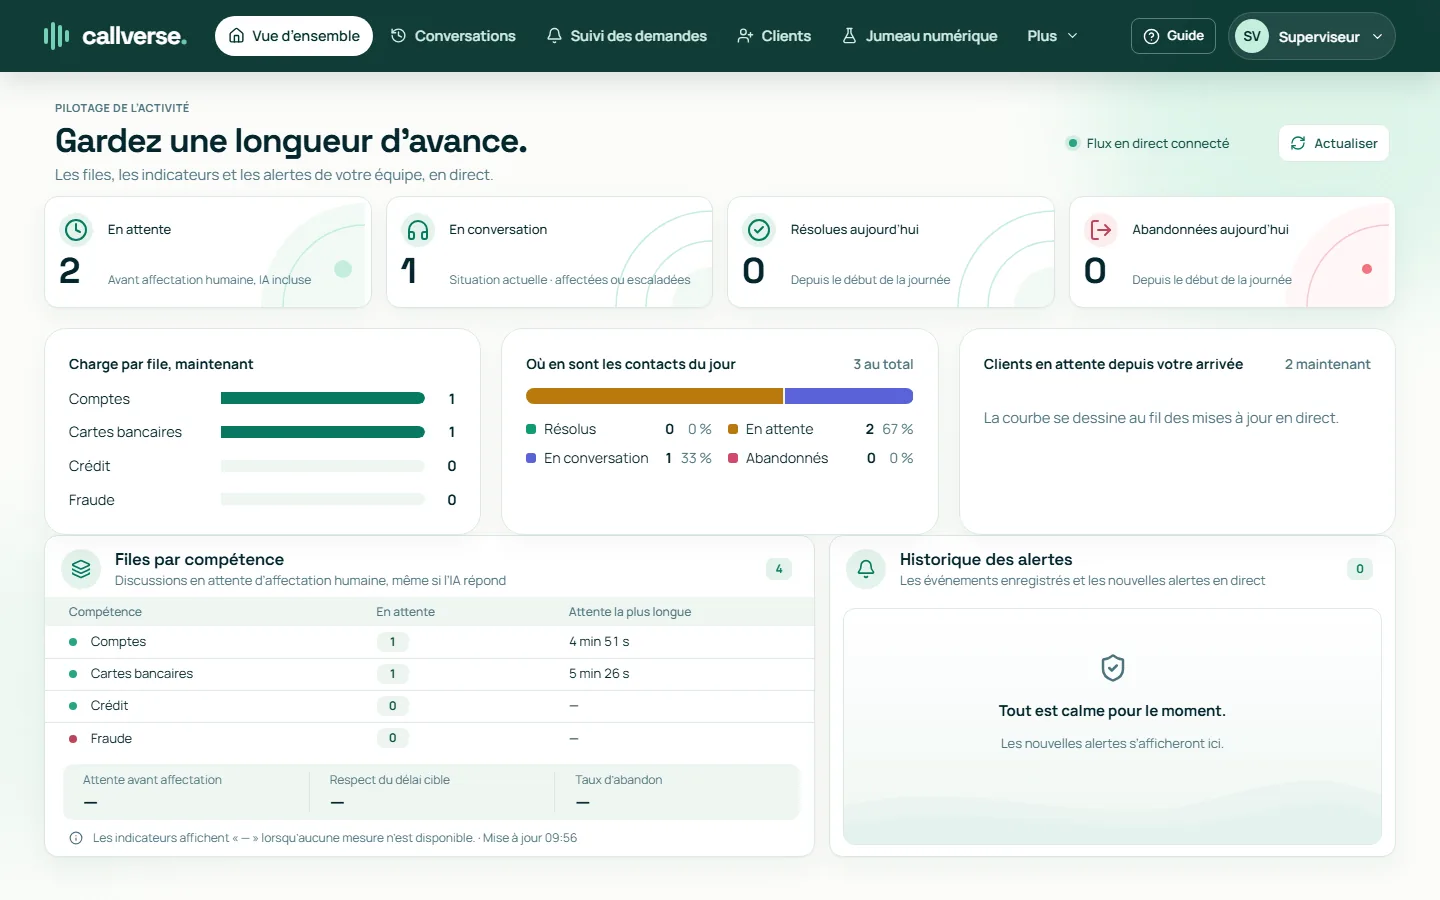 callverse.
Vue d'ensemble
Conversations
Suivi des demandes
Clients
Jumeau numérique
Plus
Guide
SV
Superviseur
PILOTAGE DE L'ACTIVITÉ
Gardez une longueur d'avance.
Les files, les indicateurs et les alertes de votre équipe, en direct.
Flux en direct connecté
Actualiser
En attente
2
Avant affectation humaine, IA incluse
En conversation
1
Situation actuelle · affectées ou escaladées
Résolues aujourd'hui
0
Depuis le début de la journée
Abandonnées aujourd'hui
0
Depuis le début de la journée
Charge par file, maintenant
Comptes 1
Cartes bancaires 1
Crédit 0
Fraude 0
Où en sont les contacts du jour 3 au total
Résolus 0 0 % En attente 2 67 %
En conversation 1 33 % Abandonnés 0 0 %
Clients en attente depuis votre arrivée 2 maintenant
La courbe se dessine au fil des mises à jour en direct.
Files par compétence 4
Discussions en attente d'affectation humaine, même si l'IA répond
Compétence En attente Attente la plus longue
Comptes 1 4 min 51 s
Cartes bancaires 1 5 min 26 s
Crédit 0 —
Fraude 0 —
Attente avant affectation Respect du délai cible Taux d'abandon
— — —
Les indicateurs affichent « — » lorsqu'aucune mesure n'est disponible. · Mise à jour 09:56
Historique des alertes 0
Les événements enregistrés et les nouvelles alertes en direct
Tout est calme pour le moment.
Les nouvelles alertes s'afficheront ici.